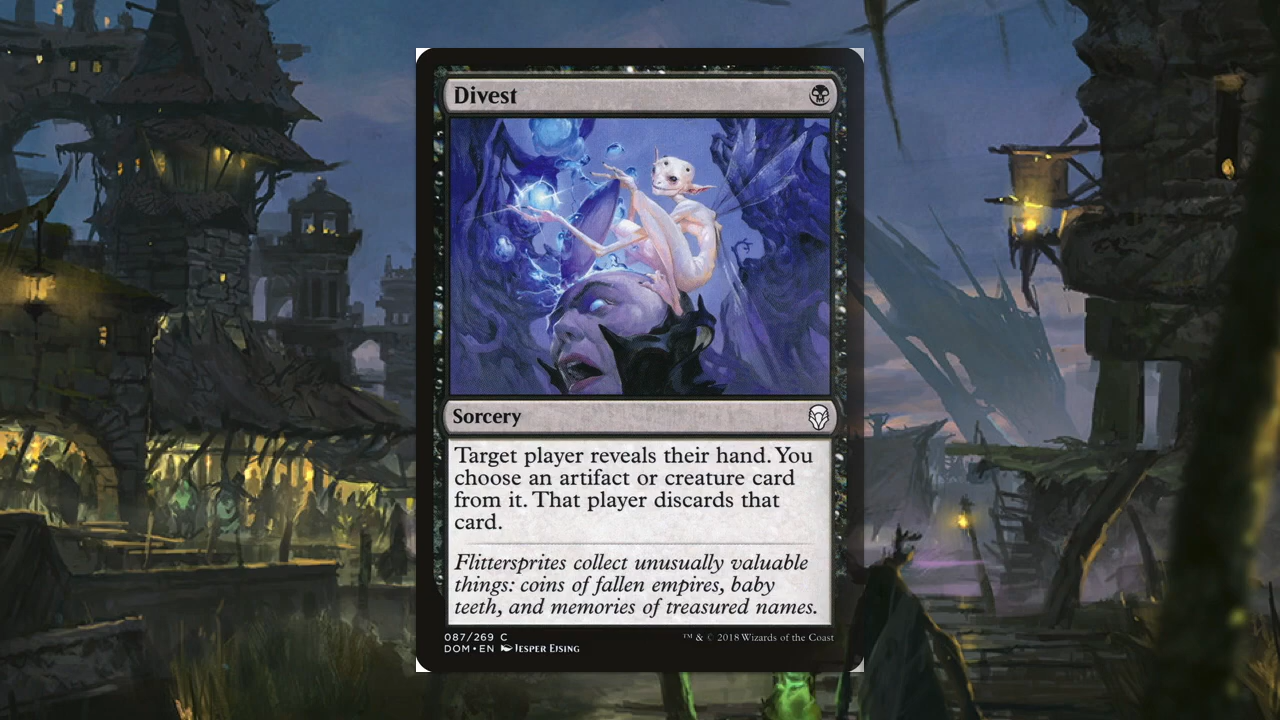 Divest
Sorcery
Target player reveals their hand. You
choose an artifact or creature card
from it. That player discards that
card.
Flittersprites collect unusually valuable
things: coins of fallen empires, baby
teeth, and memories of treasured names.
087/269 C
DOM • EN Jesper Ejsing
™ & © 2018 Wizards of the Coast